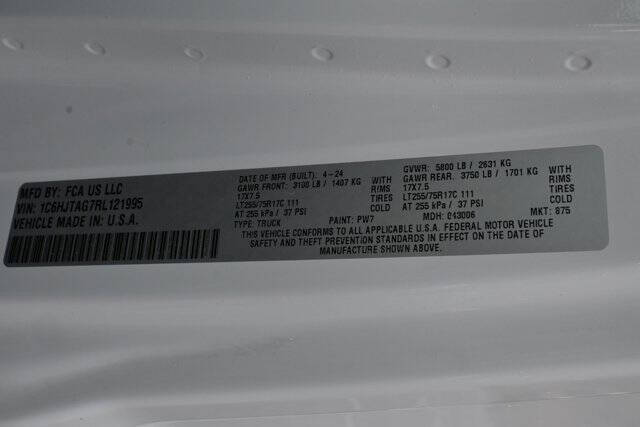 MFD BY: FCA US LLC
VIN: 1C6HJTAG7RL121995
VEHICLE MADE IN U.S.A.
DATE OF MFR (BUILT): 4-24 GVWR: 5800 LB / 2631 KG
GAWR FRONT: 3100 LB / 1407 KG WITH GAWR REAR: 3750 LB / 1701 KG WITH
17X7.5 RIMS 17X7.5 RIMS
LT255/75R17C 111 TIRES LT255/75R17C 111 TIRES
AT 255 kPa / 37 PSI COLD AT 255 kPa / 37 PSI COLD
TYPE: TRUCK PAINT: PW7 MDH: 043006 MKT: 875
THIS VEHICLE CONFORMS TO ALL APPLICABLE U.S.A. FEDERAL MOTOR VEHICLE
SAFETY AND THEFT PREVENTION STANDARDS IN EFFECT ON THE DATE OF
MANUFACTURE SHOWN ABOVE.